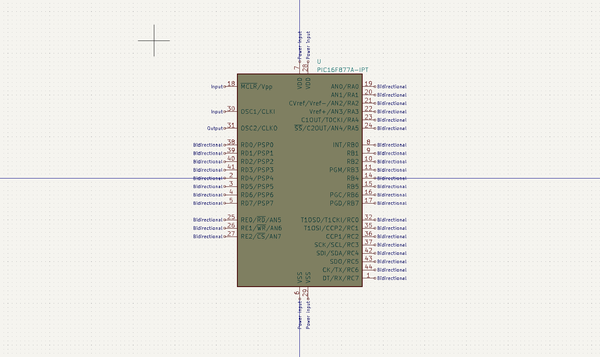 Power Input
Power Input
7
28
U
PIC16F877A-IPT
VDD
VDD
Input 18 MCLR/Vpp
AN0/RA0 19 Bidirectional
AN1/RA1 20 Bidirectional
CVref/Vref-/AN2/RA2 21 Bidirectional
Input 30 OSC1/CLKI
Vref+/AN3/RA3 22 Bidirectional
C1OUT/T0CKI/RA4 23 Bidirectional
Output 31 OSC2/CLKO
SS/C2OUT/AN4/RA5 24 Bidirectional
Bidirectional 38 RD0/PSP0
INT/RB0 8 Bidirectional
Bidirectional 39 RD1/PSP1
RB1 9 Bidirectional
Bidirectional 40 RD2/PSP2
RB2 10 Bidirectional
Bidirectional 41 RD3/PSP3
PGM/RB3 11 Bidirectional
Bidirectional 2 RD4/PSP4
RB4 14 Bidirectional
Bidirectional 3 RD5/PSP5
RB5 15 Bidirectional
Bidirectional 4 RD6/PSP6
PGC/RB6 16 Bidirectional
Bidirectional 5 RD7/PSP7
PGD/RB7 17 Bidirectional
Bidirectional 25 RE0/RD/AN5
T1OSO/T1CKI/RC0 32 Bidirectional
Bidirectional 26 RE1/WR/AN6
T1OSI/CCP2/RC1 35 Bidirectional
Bidirectional 27 RE2/CS/AN7
CCP1/RC2 36 Bidirectional
SCK/SCL/RC3 37 Bidirectional
SDI/SDA/RC4 42 Bidirectional
SDO/RC5 43 Bidirectional
CK/TX/RC6 44 Bidirectional
DT/RX/RC7 1 Bidirectional
VSS
VSS
6
29
Power Input
Power Input